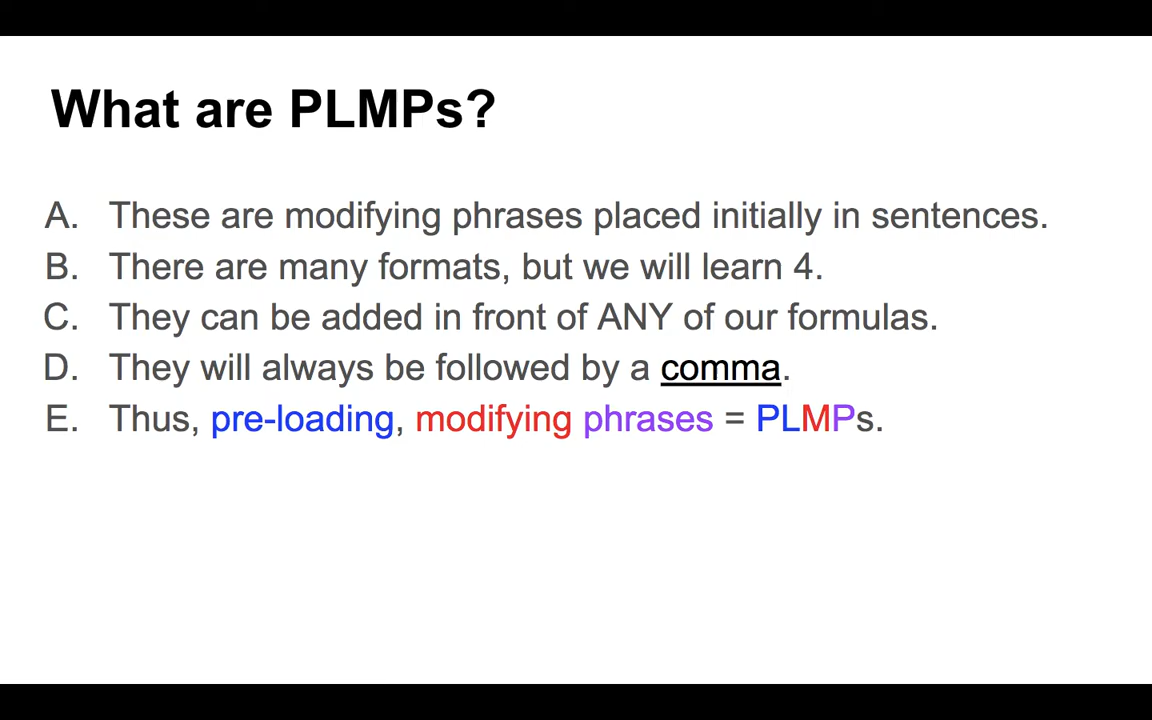 What are PLMPs?
A. These are modifying phrases placed initially in sentences.
B. There are many formats, but we will learn 4.
C. They can be added in front of ANY of our formulas.
D. They will always be followed by a comma.
E. Thus, pre-loading, modifying phrases = PLMPs.